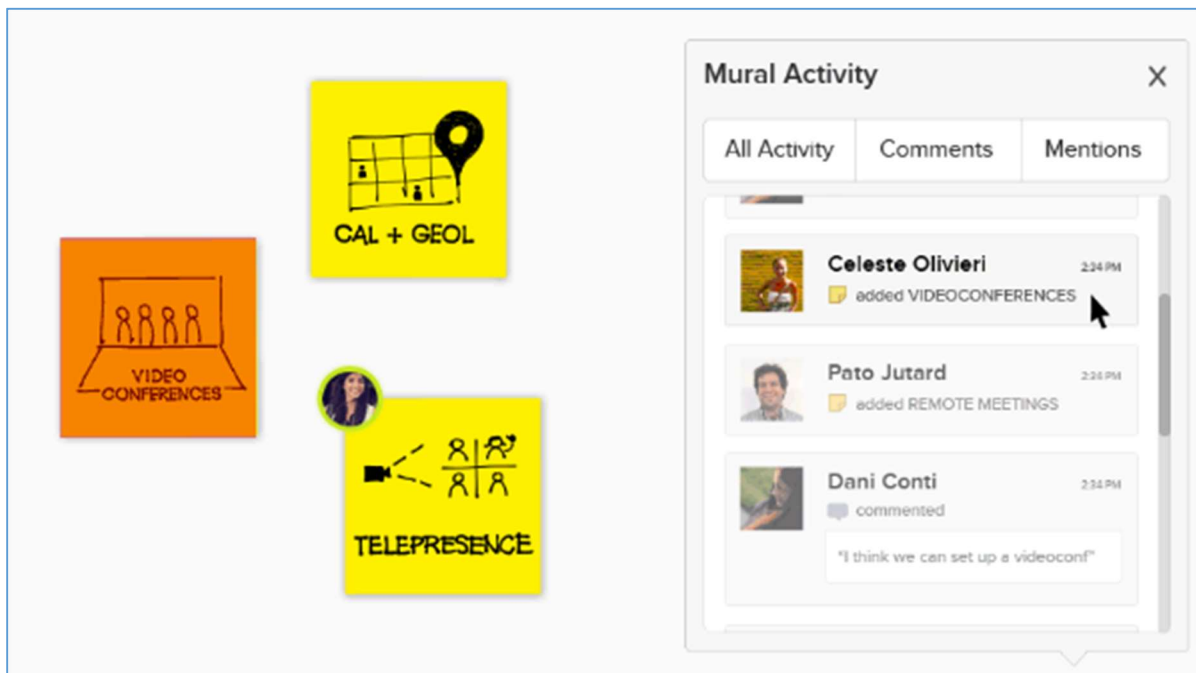 CAL + GEOL
VIDEO
CONFERENCES
TELEPRESENCE
Mural Activity
All Activity
Comments
Mentions
Celeste Olivieri
2:34 PM
added VIDEOCONFERENCES
Pato Jutard
2:34 PM
added REMOTE MEETINGS
Dani Conti
2:34 PM
commented
"I think we can set up a videoconf"